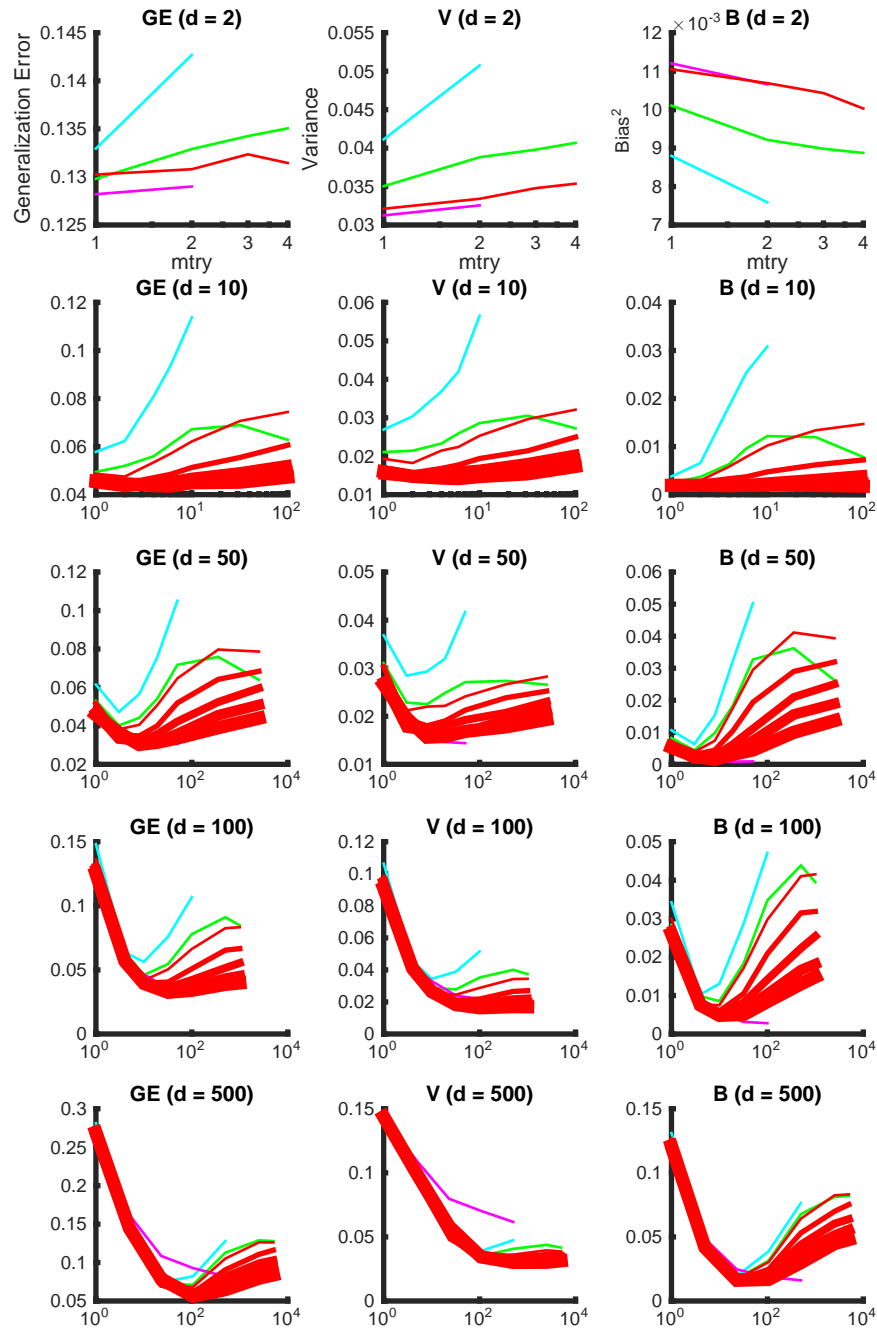 GE (d = 2) V (d = 2) ×10⁻³ B (d = 2)
Generalization Error Variance Bias²
0.145 0.055 12
0.14 0.05 11
0.045 10
0.135 0.04 9
0.13 0.035 8
0.125 0.03 7
1 2 3 4 1 2 3 4 1 2 3 4
mtry mtry mtry
GE (d = 10) V (d = 10) B (d = 10)
0.12 0.06 0.04
0.1 0.05 0.03
0.08 0.04 0.02
0.06 0.03 0.01
0.02
0.04 0.01 0
10⁰ 10¹ 10² 10⁰ 10¹ 10² 10⁰ 10¹ 10²
GE (d = 50) V (d = 50) B (d = 50)
0.12 0.05 0.06
0.1 0.04 0.05
0.08 0.03 0.04
0.06 0.02 0.03
0.04 0.02
0.01
0.02 0.01 0
10⁰ 10² 10⁴ 10⁰ 10² 10⁴ 10⁰ 10² 10⁴
GE (d = 100) V (d = 100) B (d = 100)
0.15 0.12 0.05
0.1 0.1 0.04
0.08 0.03
0.05 0.06 0.02
0.04 0.01
0.02
0 0 0
10⁰ 10² 10⁴ 10⁰ 10² 10⁴ 10⁰ 10² 10⁴
GE (d = 500) V (d = 500) B (d = 500)
0.3 0.15 0.15
0.25
0.2 0.1 0.1
0.15 0.05 0.05
0.1
0.05 0 0
10⁰ 10² 10⁴ 10⁰ 10² 10⁴ 10⁰ 10² 10⁴